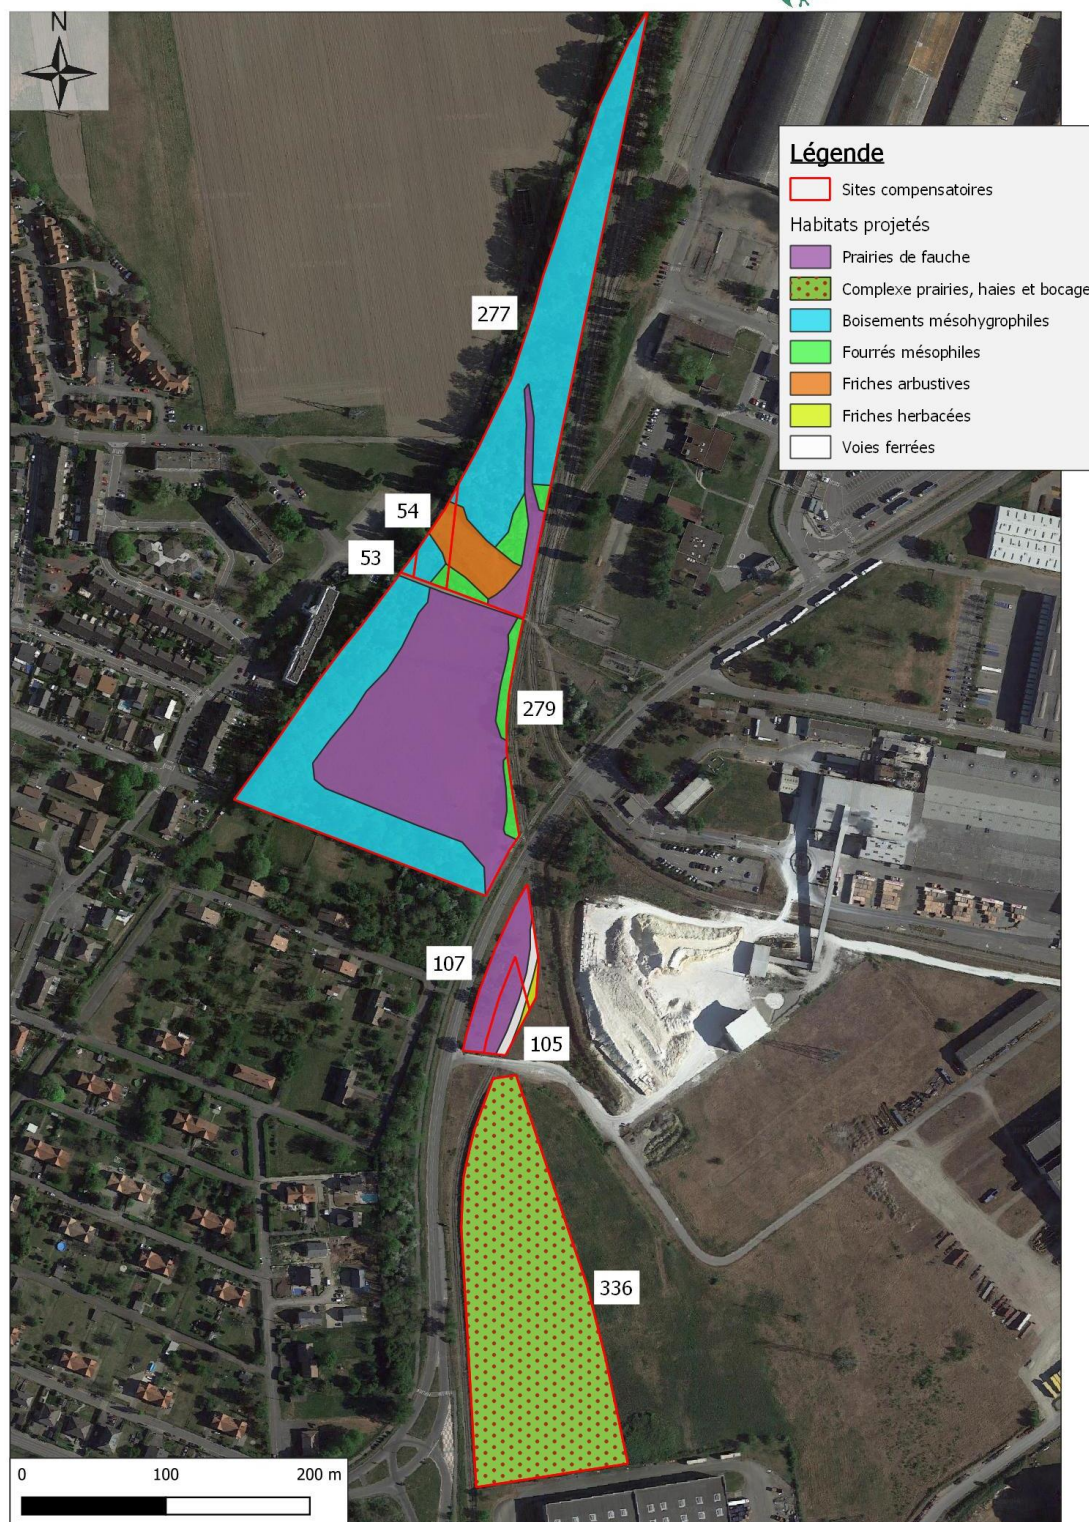 N
Légende
Sites compensatoires
Habitats projetés
Prairies de fauche
Complexe prairies, haies et bocage
Boisements mésohygrophiles
Fourrés mésophiles
Friches arbustives
Friches herbacées
Voies ferrées
277
54
53
279
107
105
336
0 100 200 m